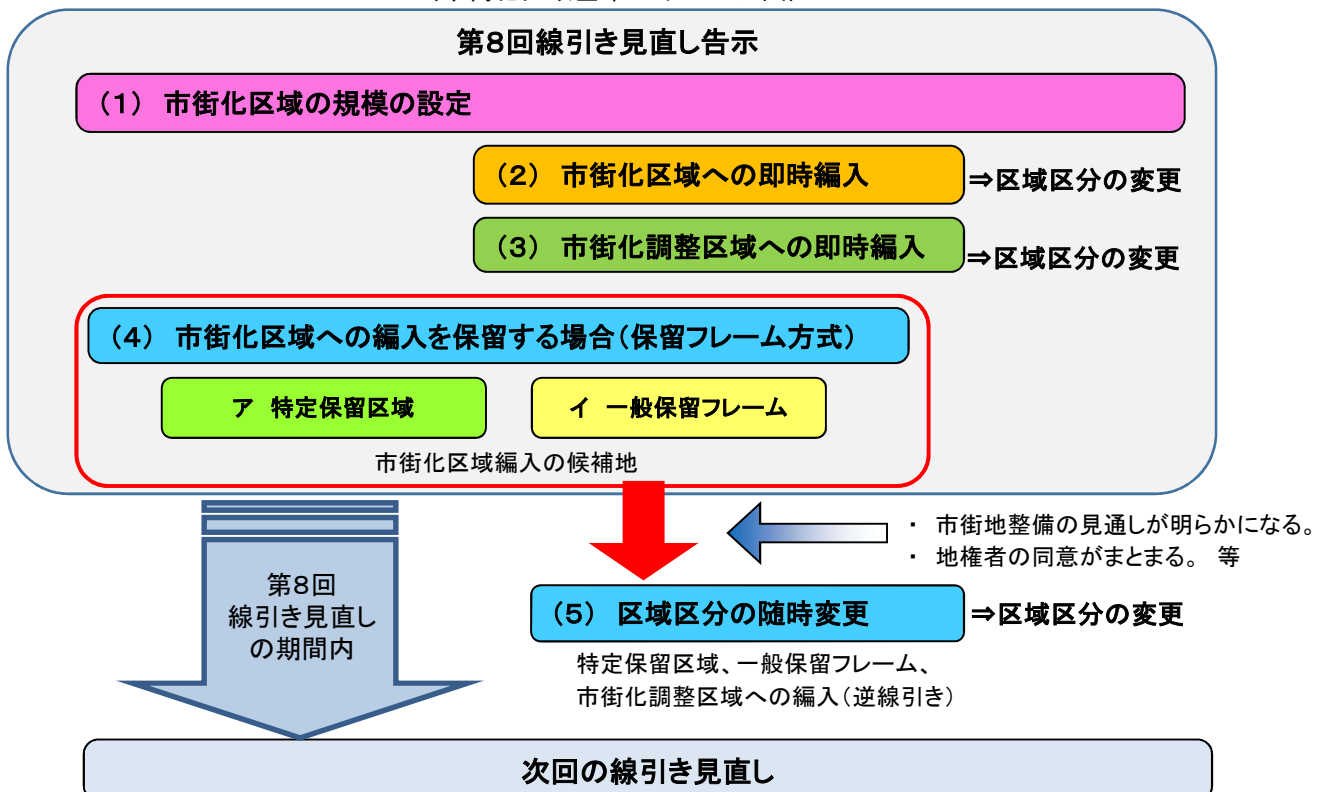 第8回線引き見直し告示
(1) 市街化区域の規模の設定
(2) 市街化区域への即時編入
⇒区域区分の変更
(3) 市街化調整区域への即時編入
⇒区域区分の変更
(4) 市街化区域への編入を保留する場合(保留フレーム方式)
ア 特定保留区域
イ 一般保留フレーム
市街化区域編入の候補地
・ 市街地整備の見通しが明らかになる。
・ 地権者の同意がまとまる。 等
第8回
線引き見直し
の期間内
(5) 区域区分の随時変更
⇒区域区分の変更
特定保留区域、一般保留フレーム、
市街化調整区域への編入(逆線引き)
次回の線引き見直し